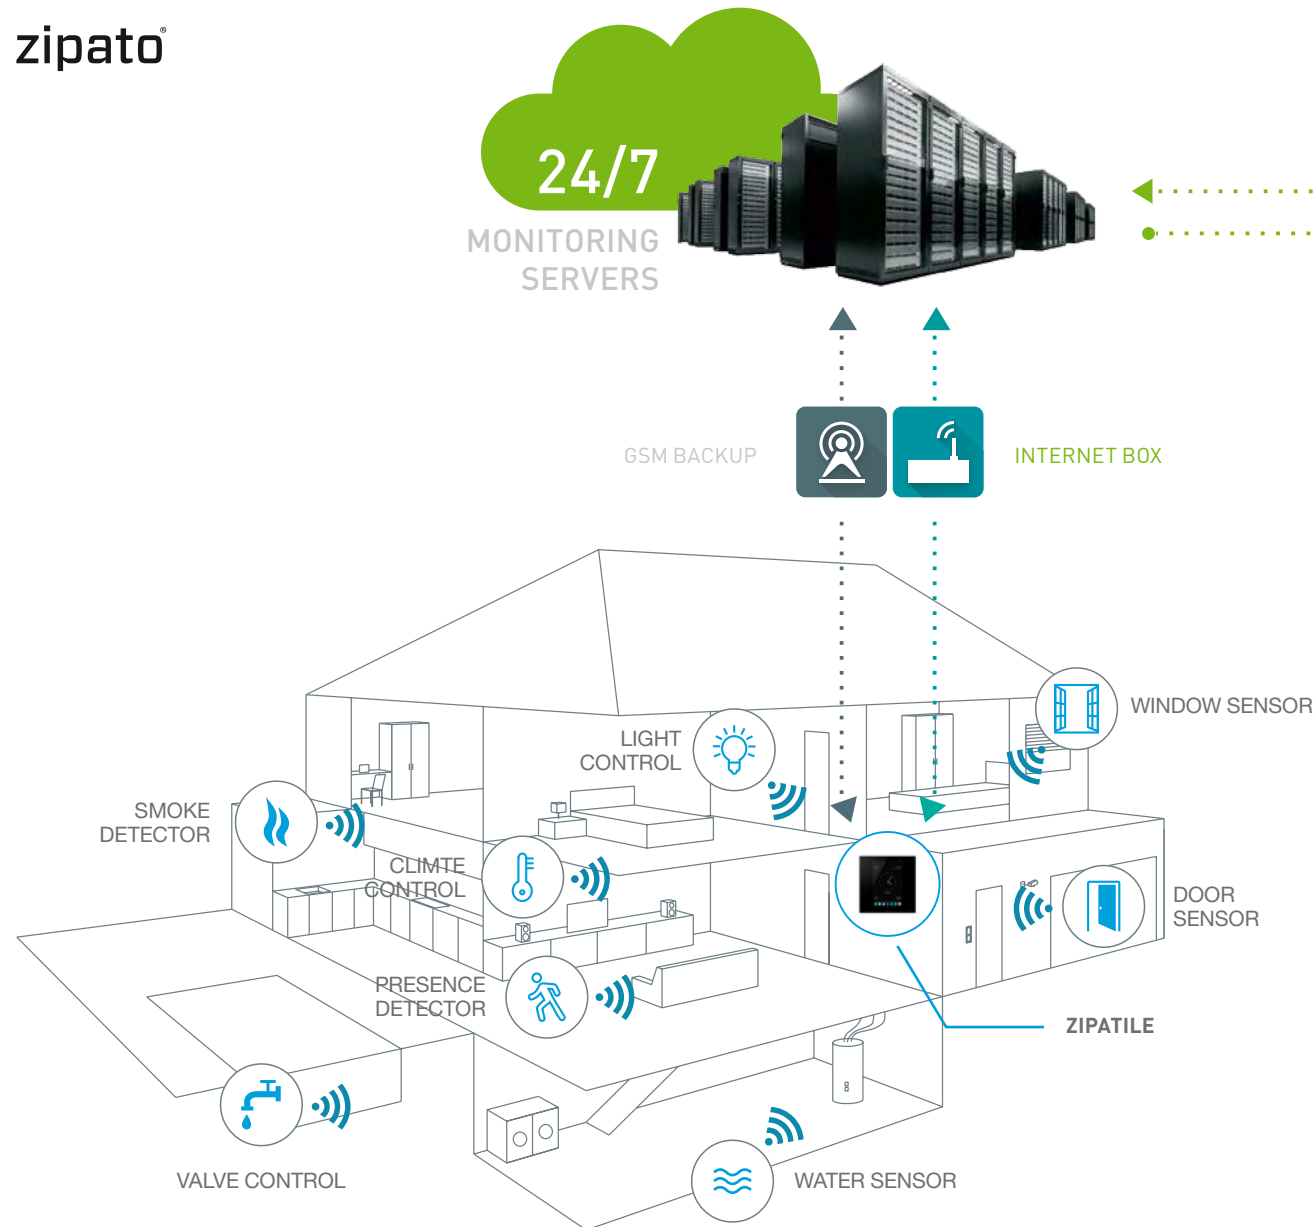 zipato®
24/7
MONITORING
SERVERS
GSM BACKUP
INTERNET BOX
WINDOW SENSOR
LIGHT
CONTROL
SMOKE
DETECTOR
CLIMTE
CONTROL
DOOR
SENSOR
PRESENCE
DETECTOR
ZIPATILE
VALVE CONTROL
WATER SENSOR